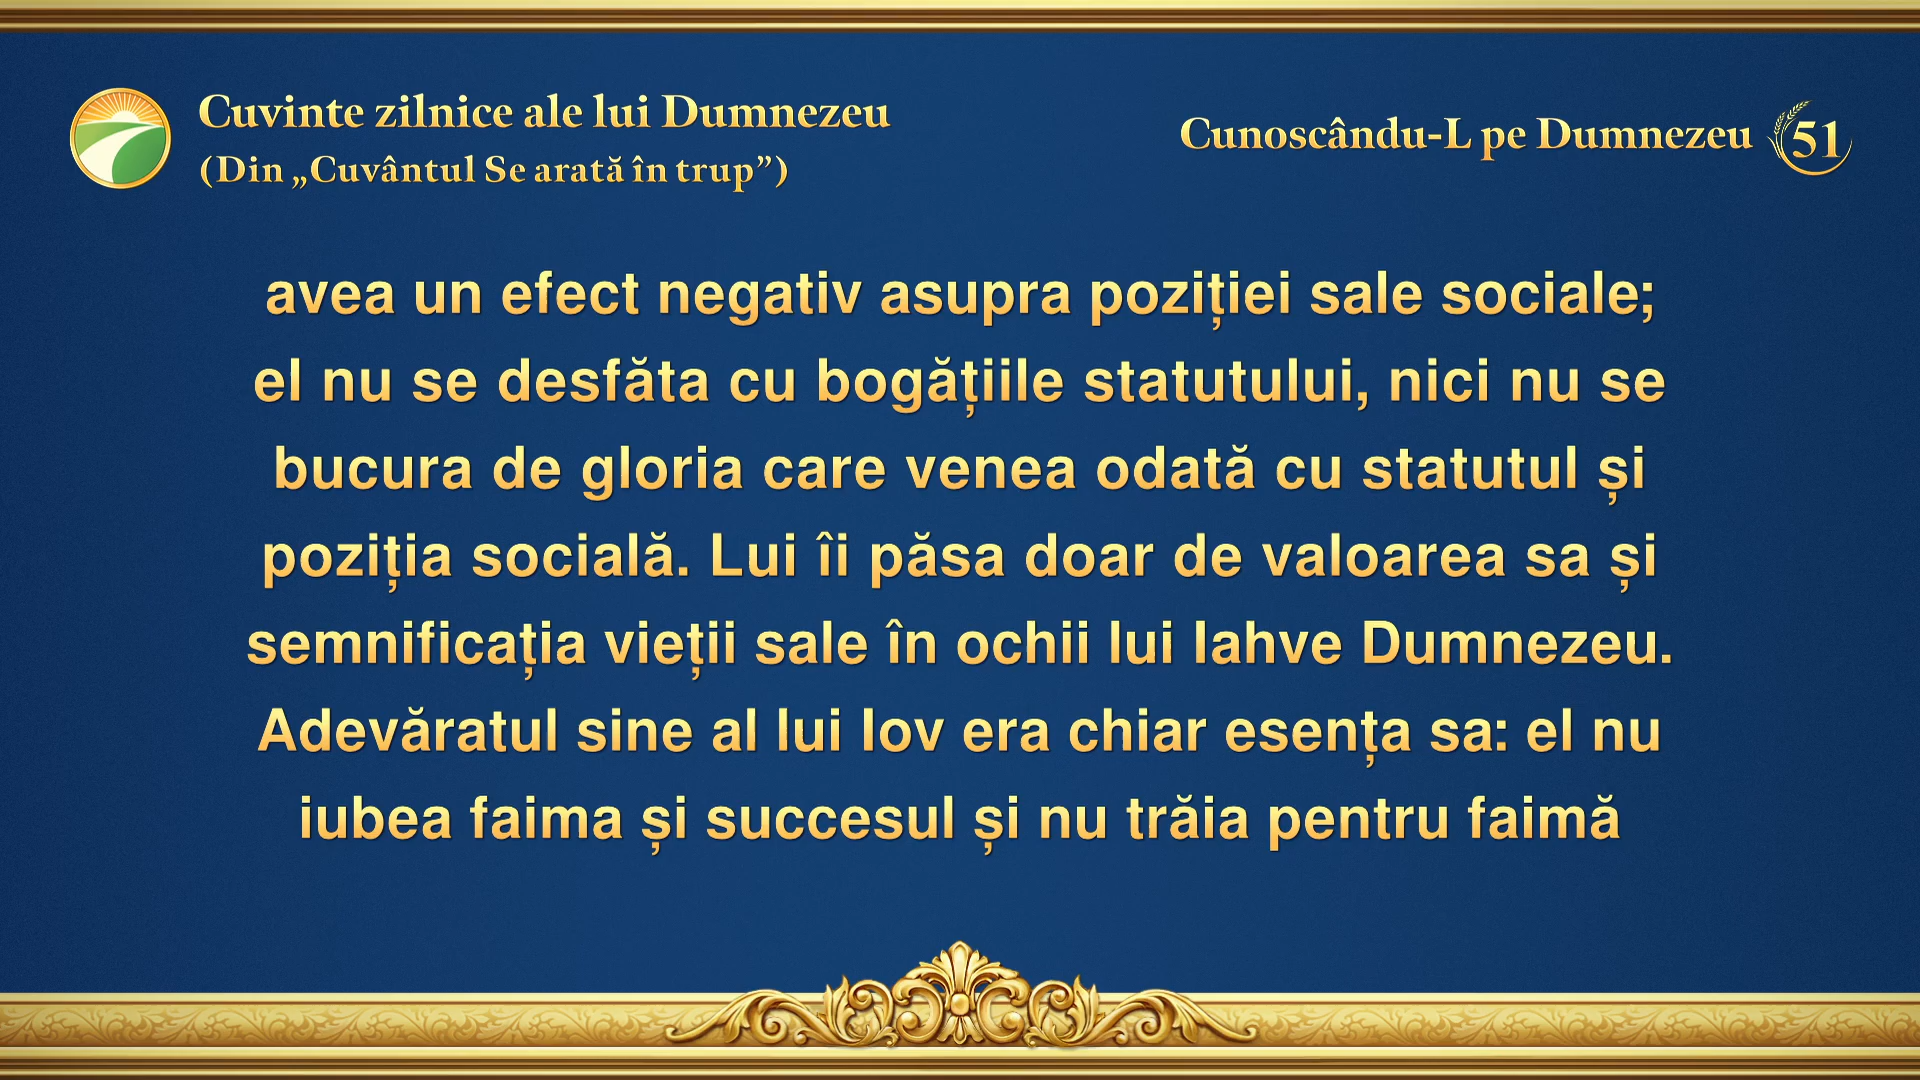 Cuvinte zilnice ale lui Dumnezeu
(Din „Cuvântul Se arată în trup”)
Cunoscându-L pe Dumnezeu 51
avea un efect negativ asupra poziției sale sociale;
el nu se desfăta cu bogățiile statutului, nici nu se
bucura de gloria care venea odată cu statutul și
poziția socială. Lui îi păsa doar de valoarea sa și
semnificația vieții sale în ochii lui Iahve Dumnezeu.
Adevăratul sine al lui Iov era chiar esența sa: el nu
iubea faima și succesul și nu trăia pentru faimă